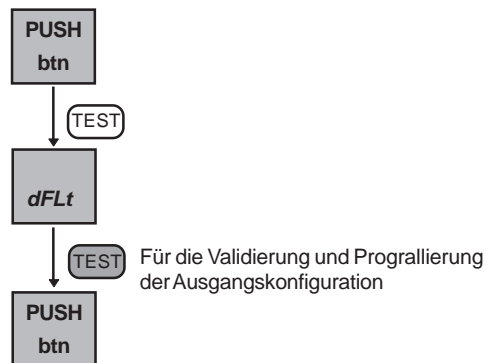 PUSH
btn
TEST
dFLt
TEST
Für die Validierung und Prograllierung
der Ausgangskonfiguration
PUSH
btn